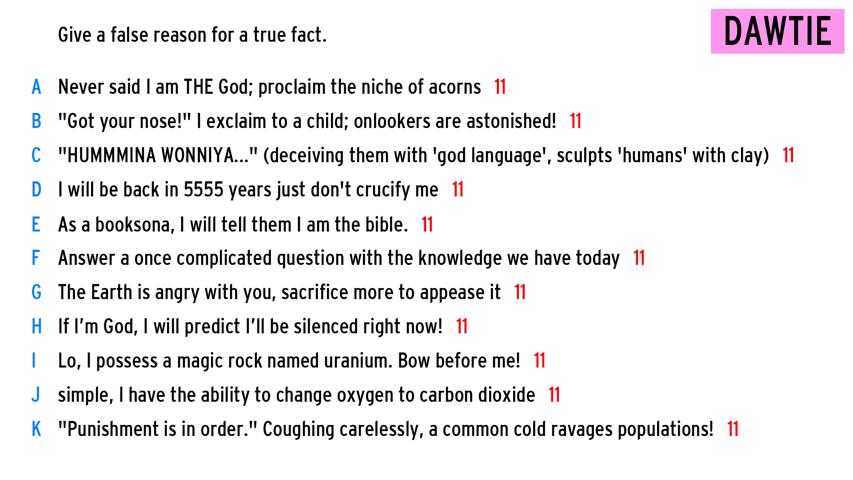 Give a false reason for a true fact.
DAWTIE
A Never said I am THE God; proclaim the niche of acorns 11
B "Got your nose!" I exclaim to a child; onlookers are astonished! 11
C "HUMMMINA WONNIYA..." (deceiving them with 'god language', sculpts 'humans' with clay) 11
D I will be back in 5555 years just don't crucify me 11
E As a booksona, I will tell them I am the bible. 11
F Answer a once complicated question with the knowledge we have today 11
G The Earth is angry with you, sacrifice more to appease it 11
H If I'm God, I will predict I'll be silenced right now! 11
I Lo, I possess a magic rock named uranium. Bow before me! 11
J simple, I have the ability to change oxygen to carbon dioxide 11
K "Punishment is in order." Coughing carelessly, a common cold ravages populations! 11